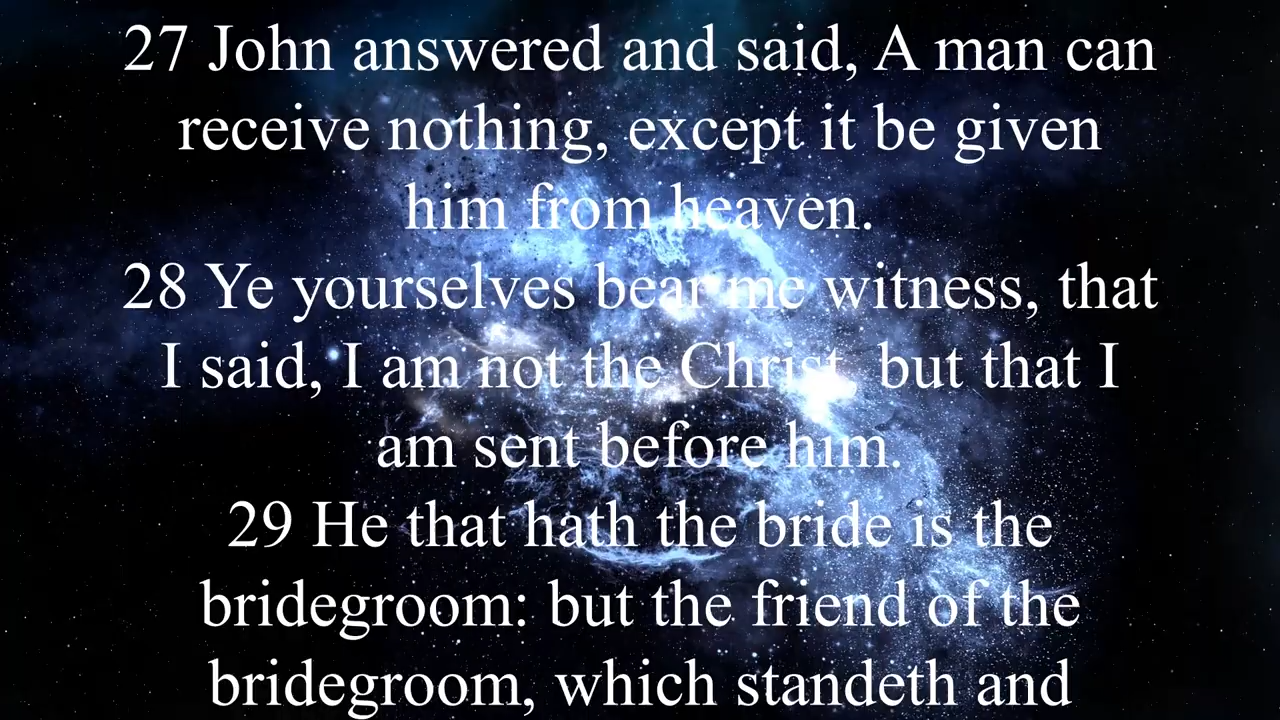 27 John answered and said, A man can
receive nothing, except it be given
him from heaven.
28 Ye yourselves bear me witness, that
I said, I am not the Christ, but that I
am sent before him.
29 He that hath the bride is the
bridegroom: but the friend of the
bridegroom, which standeth and